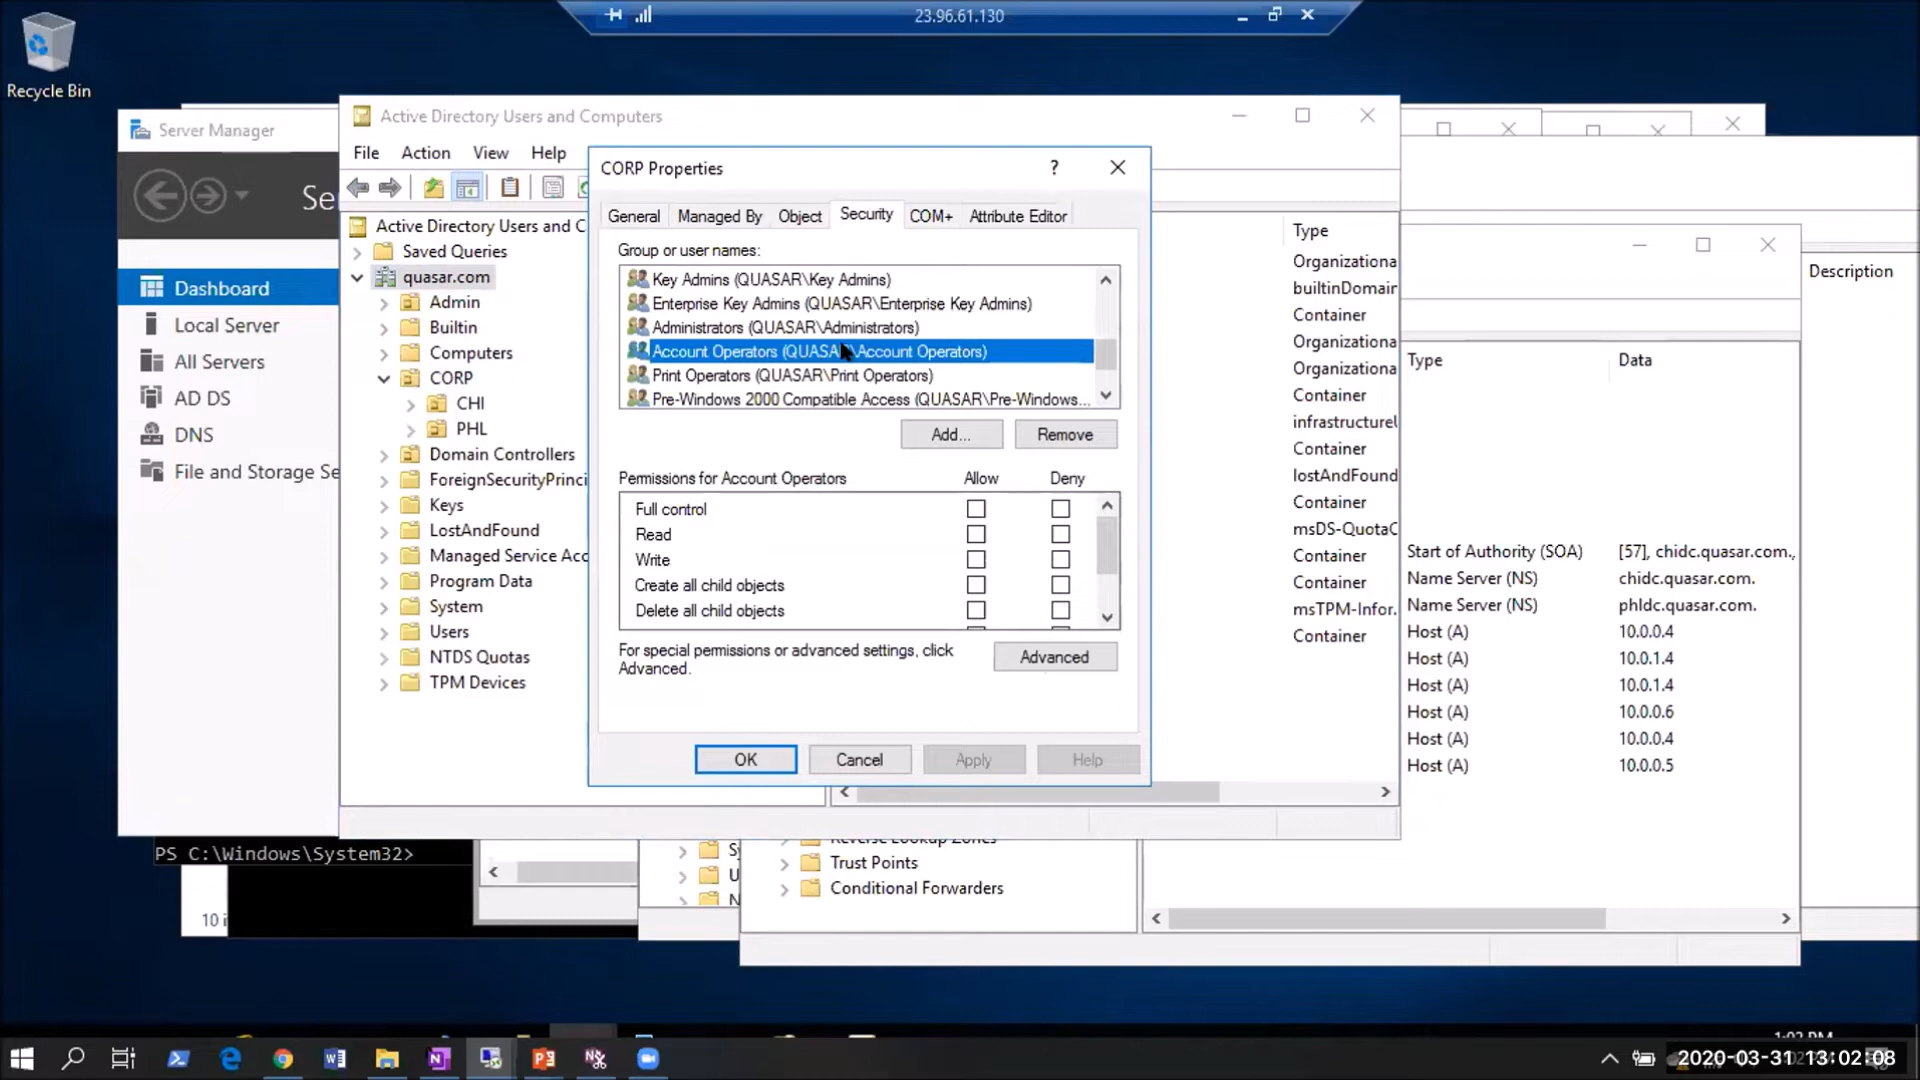 23.96.61.130
Recycle Bin
Server Manager
Dashboard
Local Server
All Servers
AD DS
DNS
File and Storage Se
Active Directory Users and Computers
File Action View Help
Active Directory Users and C
Saved Queries
quasar.com
Admin
Builtin
Computers
CORP
CHI
PHL
Domain Controllers
ForeignSecurityPrinci
Keys
LostAndFound
Managed Service Acc
Program Data
System
Users
NTDS Quotas
TPM Devices
CORP Properties
General Managed By Object Security COM+ Attribute Editor
Group or user names:
Key Admins (QUASAR\Key Admins)
Enterprise Key Admins (QUASAR\Enterprise Key Admins)
Administrators (QUASAR\Administrators)
Account Operators (QUASAR\Account Operators)
Print Operators (QUASAR\Print Operators)
Pre-Windows 2000 Compatible Access (QUASAR\Pre-Windows...
Add... Remove
Permissions for Account Operators Allow Deny
Full control
Read
Write
Create all child objects
Delete all child objects
For special permissions or advanced settings, click
Advanced.
Advanced
OK Cancel Apply Help
Type
Organizationa
builtinDomain
Container
Organizationa
Organizationa
Container
infrastructureU
Container
lostAndFound
Container
msDS-QuotaC
Container
Container
msTPM-Infor.
Container
Description
Type Data
Start of Authority (SOA) [57], chidc.quasar.com.,
Name Server (NS) chidc.quasar.com.
Name Server (NS) phldc.quasar.com.
Host (A) 10.0.0.4
Host (A) 10.0.1.4
Host (A) 10.0.1.4
Host (A) 10.0.0.6
Host (A) 10.0.0.4
Host (A) 10.0.0.5
PS C:\Windows\System32>
10 i
Reverse Lookup Zones
Trust Points
Conditional Forwarders
2020-03-31 13:02:08